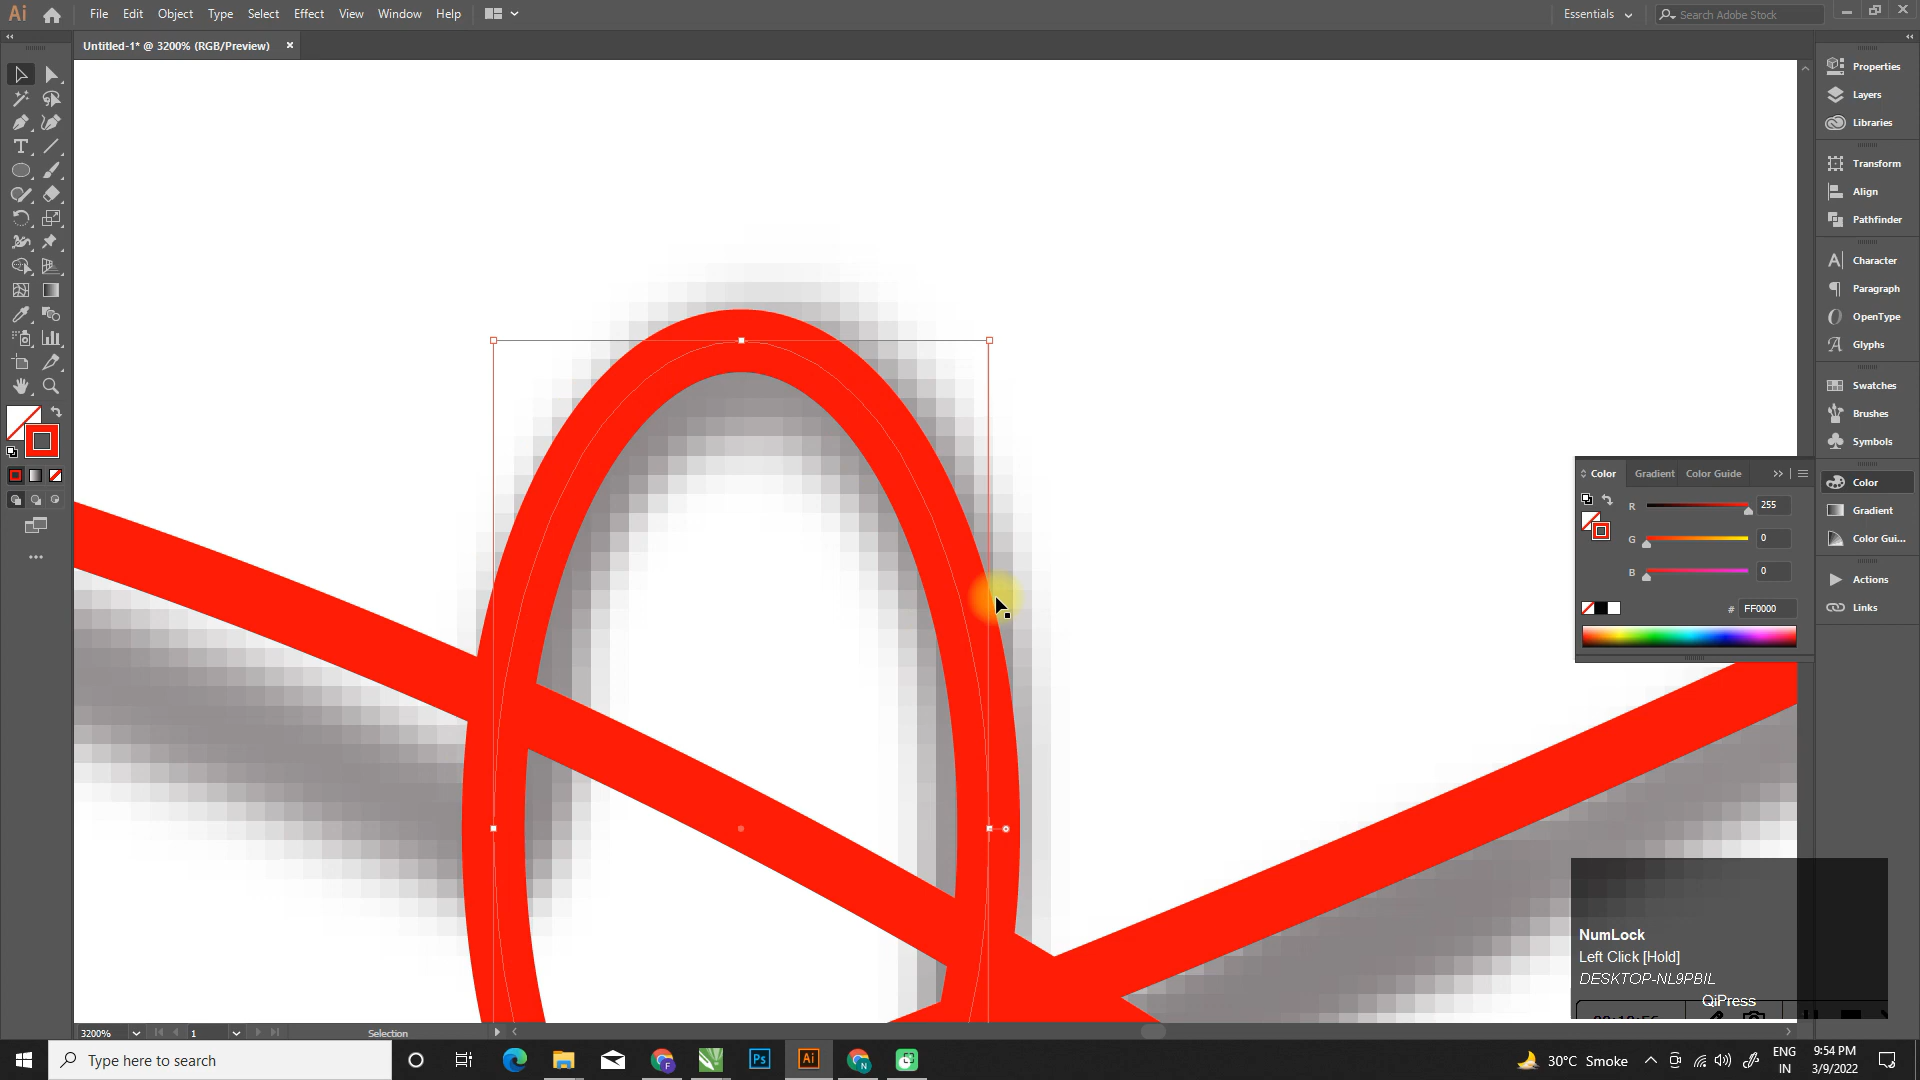 Ai
File Edit Object Type Select Effect View Window Help
Essentials
Search Adobe Stock
Untitled-1* @ 3200% (RGB/Preview) ×
Properties
Layers
Libraries
Transform
Align
Pathfinder
Character
Paragraph
OpenType
Glyphs
Swatches
Brushes
Symbols
Color
Gradient
Color Gui...
Actions
Links
Color Gradient Color Guide
R 255
G 0
B 0
# FF0000
NumLock
Left Click [Hold]
DESKTOP-NL9PBIL
QiPress
3200% 1 Selection
Type here to search
Ps Ai
30°C Smoke
ENG
IN
9:54 PM
3/9/2022